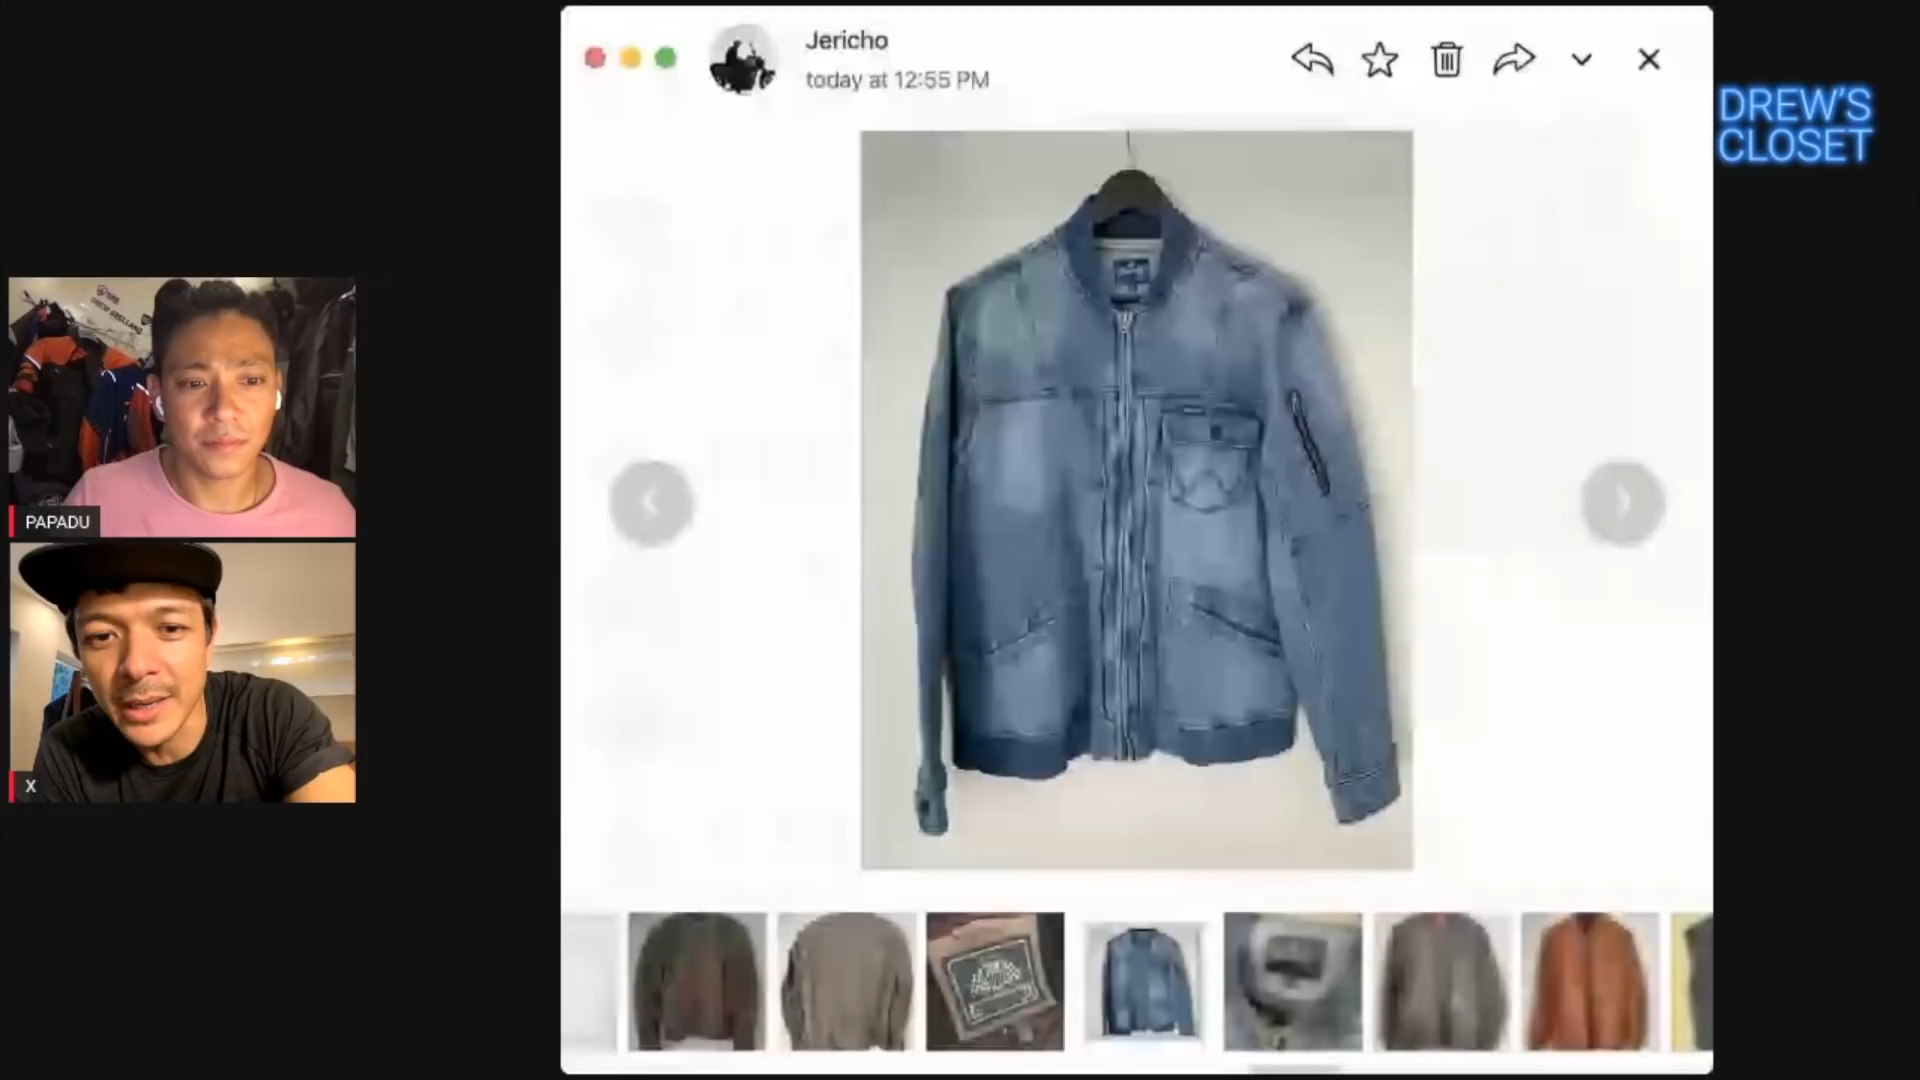 Jericho
today at 12:55 PM
DREW'S
CLOSET
PAPADU
X